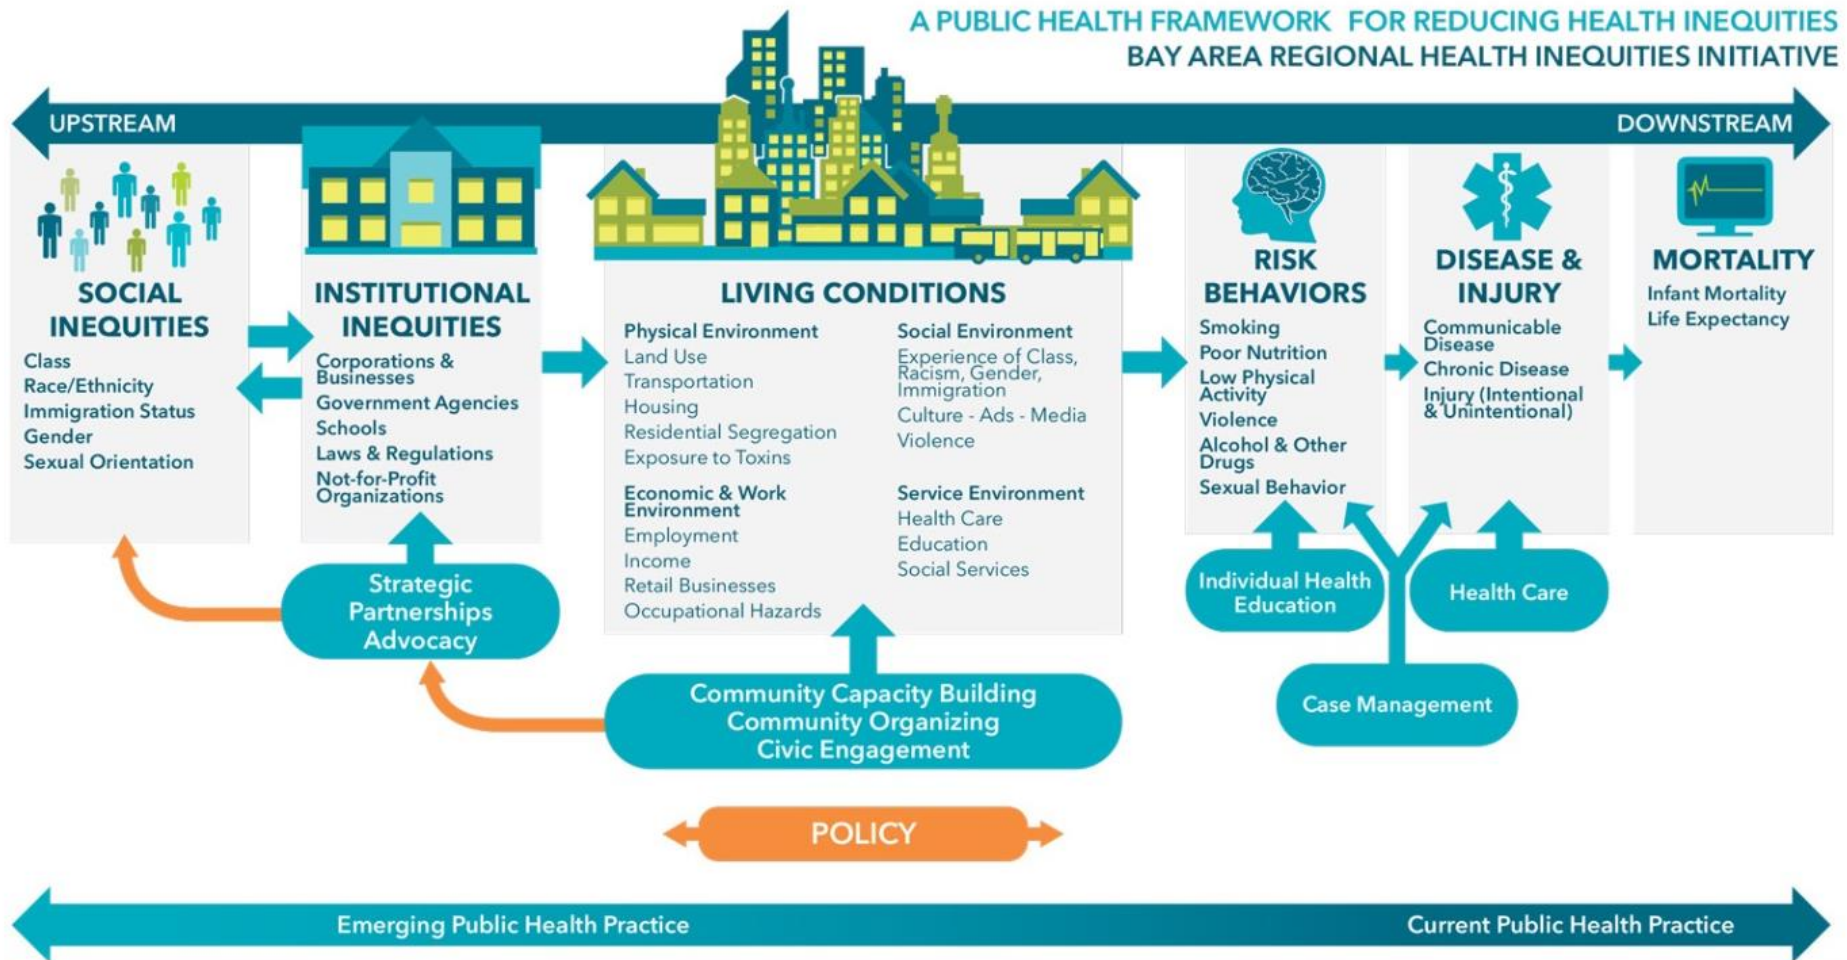 A PUBLIC HEALTH FRAMEWORK FOR REDUCING HEALTH INEQUITIES
BAY AREA REGIONAL HEALTH INEQUITIES INITIATIVE
UPSTREAM
DOWNSTREAM
SOCIAL
INEQUITIES
Class
Race/Ethnicity
Immigration Status
Gender
Sexual Orientation
INSTITUTIONAL
INEQUITIES
Corporations &
Businesses
Government Agencies
Schools
Laws & Regulations
Not-for-Profit
Organizations
LIVING CONDITIONS
Physical Environment
Land Use
Transportation
Housing
Residential Segregation
Exposure to Toxins
Economic & Work
Environment
Employment
Income
Retail Businesses
Occupational Hazards
Social Environment
Experience of Class,
Racism, Gender,
Immigration
Culture - Ads - Media
Violence
Service Environment
Health Care
Education
Social Services
RISK
BEHAVIORS
Smoking
Poor Nutrition
Low Physical
Activity
Violence
Alcohol & Other
Drugs
Sexual Behavior
DISEASE &
INJURY
Communicable
Disease
Chronic Disease
Injury (Intentional
& Unintentional)
MORTALITY
Infant Mortality
Life Expectancy
Strategic
Partnerships
Advocacy
Community Capacity Building
Community Organizing
Civic Engagement
Individual Health
Education
Health Care
Case Management
POLICY
Emerging Public Health Practice
Current Public Health Practice